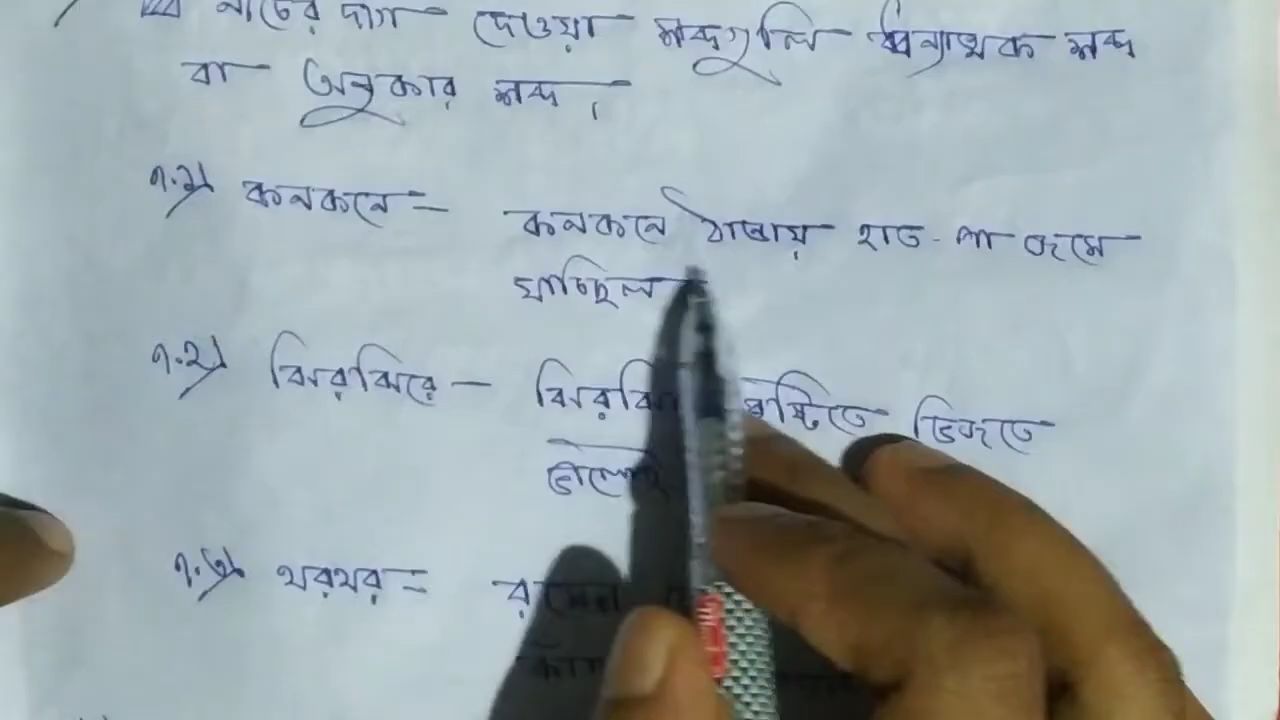 নীচের দাগ দেওয়া শব্দগুলি ধ্বন্যাত্মক শব্দ
বা অনুকার শব্দ ।
৭.১) কনকনে — কনকনে ঠান্ডায় হাত-পা জমে
যাচ্ছিল
৭.২) ঝিরঝিরে — বৃষ্টিতে ভিজতে
৭.৩) থরথর —